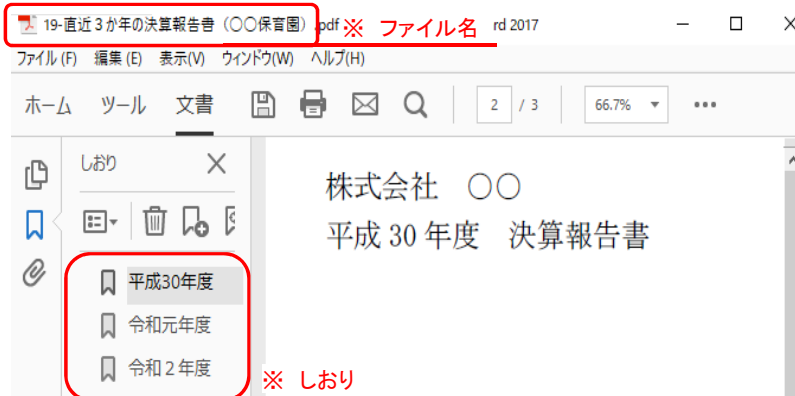 19-直近３か年の決算報告書（〇〇保育園）.pdf ※ ファイル名 rd 2017
ファイル(F) 編集(E) 表示(V) ウィンドウ(W) ヘルプ(H)
ホーム ツール 文書 2 / 3 66.7%
しおり
株式会社 〇〇
平成 30 年度 決算報告書
平成30年度
令和元年度
令和２年度
※ しおり